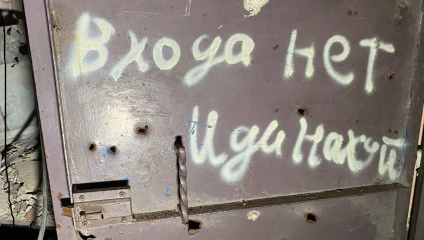 Входа нет
Иди нахуй